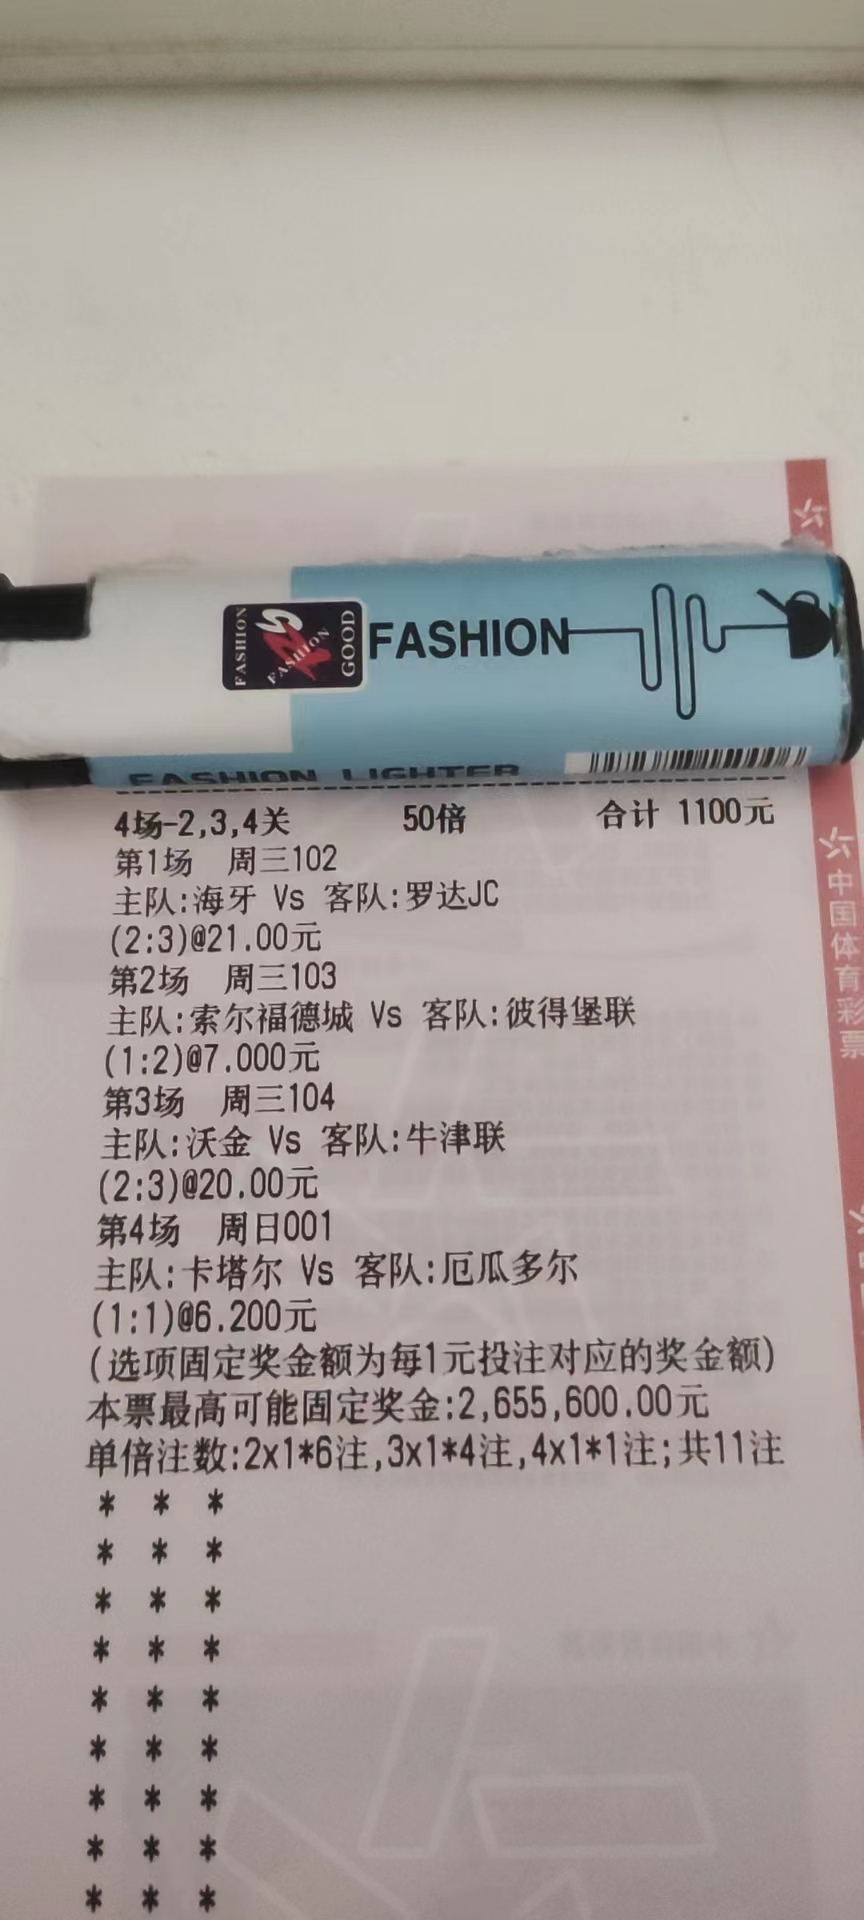 FASHION
FASHION
GOOD
FASHION
FASHION LIGHTER
4场-2,3,4关 50倍 合计 1100元
第1场 周三102
主队:海牙 Vs 客队:罗达JC
(2:3)@21.00元
第2场 周三103
主队:索尔福德城 Vs 客队:彼得堡联
(1:2)@7.000元
第3场 周三104
主队:沃金 Vs 客队:牛津联
(2:3)@20.00元
第4场 周日001
主队:卡塔尔 Vs 客队:厄瓜多尔
(1:1)@6.200元
(选项固定奖金额为每1元投注对应的奖金额)
本票最高可能固定奖金:2,655,600.00元
单倍注数:2x1*6注,3x1*4注,4x1*1注;共11注
* * *
* * *
* * *
* * *
* * *
* * *
* * *
* * *
* * *
中国体育彩票